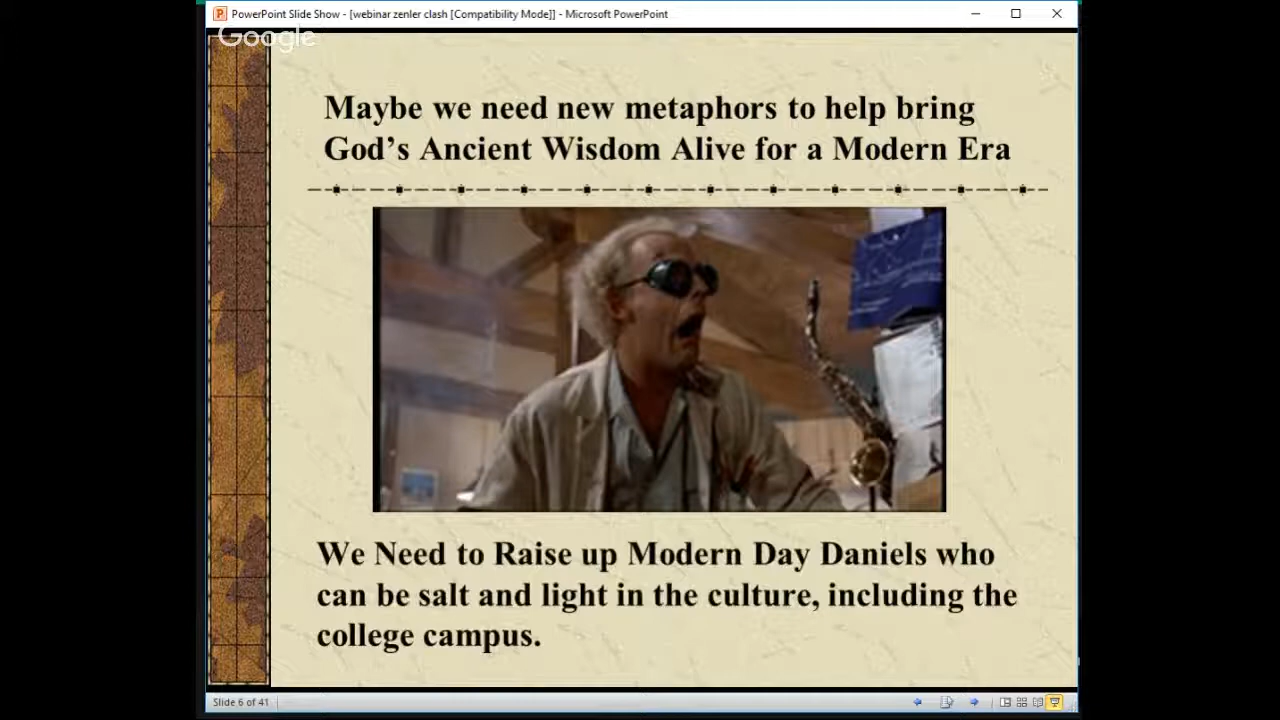 PowerPoint Slide Show - [webinar zenler clash [Compatibility Mode]] - Microsoft PowerPoint
Google
Maybe we need new metaphors to help bring
God's Ancient Wisdom Alive for a Modern Era
We Need to Raise up Modern Day Daniels who
can be salt and light in the culture, including the
college campus.
Slide 6 of 41